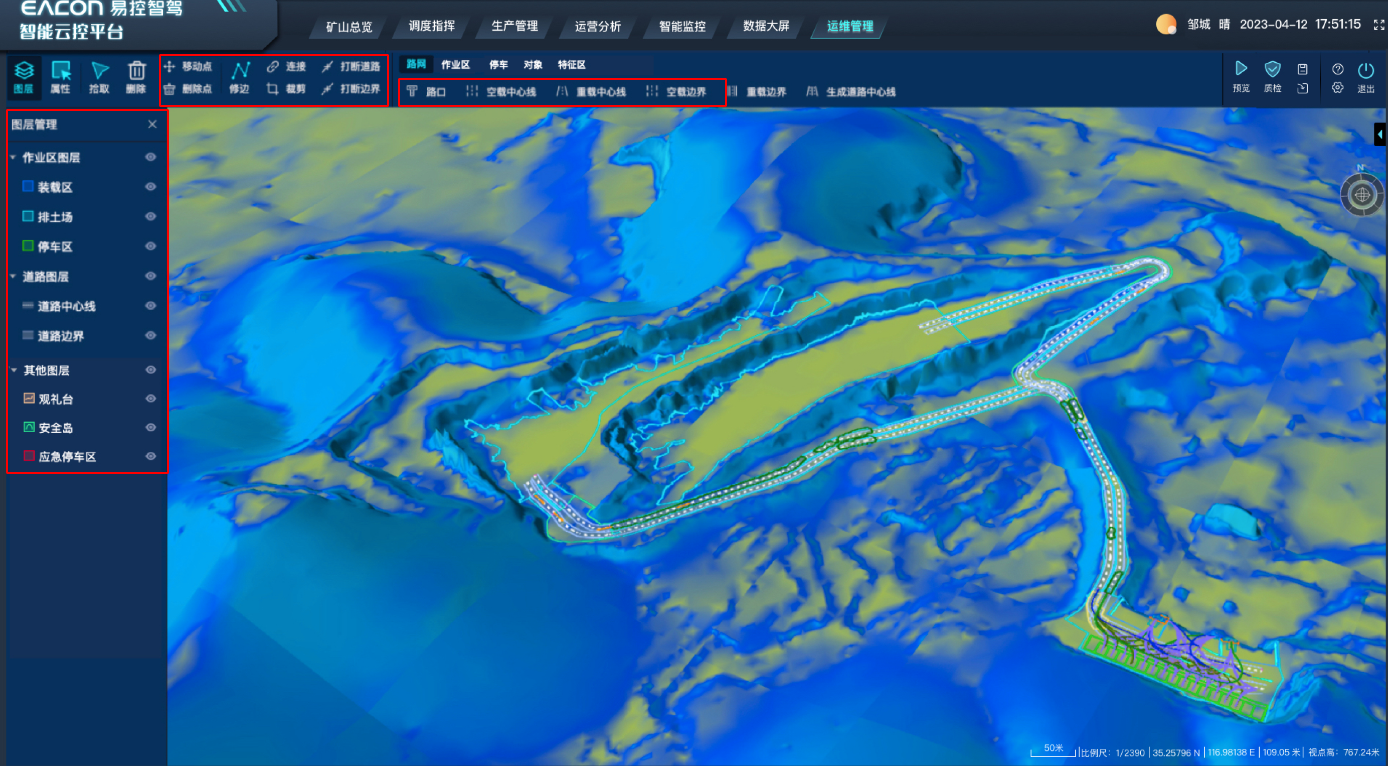 EACON 易控智驾
智能云控平台
矿山总览 调度指挥 生产管理 运营分析 智能监控 数据大屏 运维管理
邹城 晴 2023-04-12 17:51:15
图层 属性 拾取 删除
移动点 修边 连接 打断道路
删除点 裁剪 打断边界
路网 作业区 停车 对象 特征区
路口 空载中心线 重载中心线 空载边界 重载边界 生成道路中心线
预览 质检 退出
图层管理
作业区图层
装载区
排土场
停车区
道路图层
道路中心线
道路边界
其他图层
观礼台
安全岛
应急停车区
N
50米 比例尺: 1/2390 35.25796 N 116.98138 E 109.05 米 视点高: 767.24米